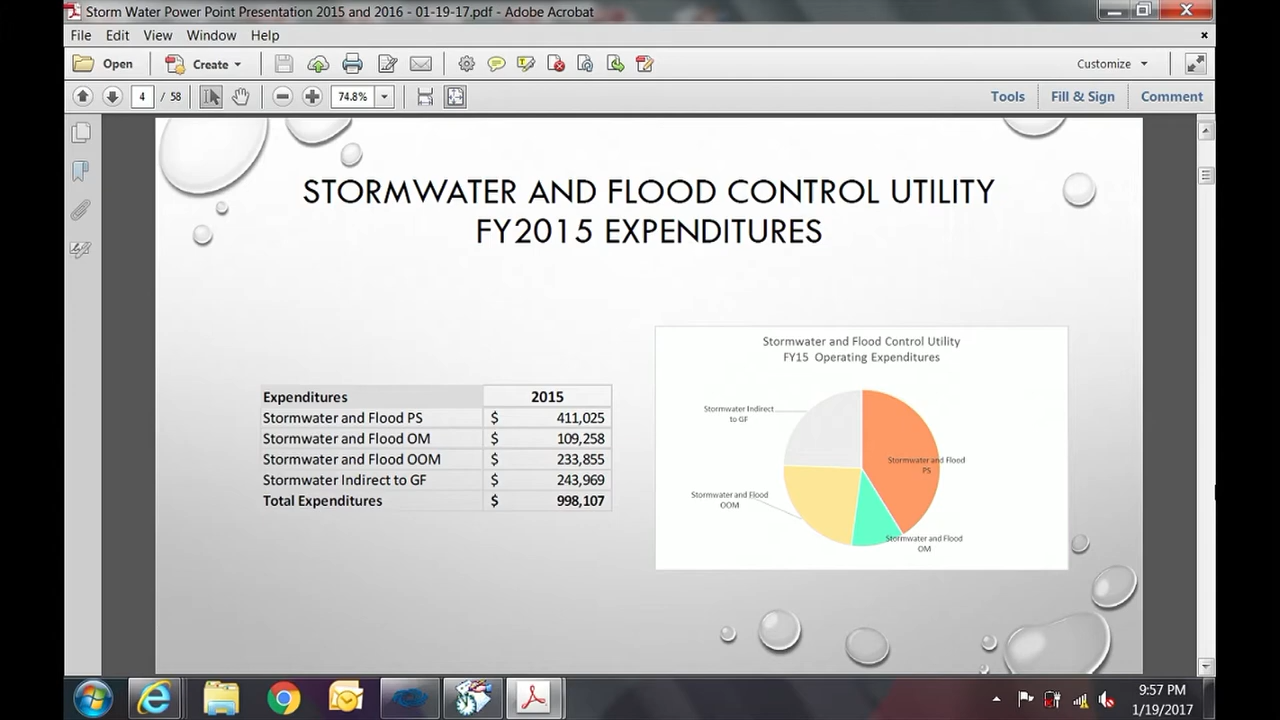 Storm Water Power Point Presentation 2015 and 2016 - 01-19-17.pdf - Adobe Acrobat
File Edit View Window Help
Open Create Customize
4 / 58 74.8% Tools Fill & Sign Comment
STORMWATER AND FLOOD CONTROL UTILITY
FY2015 EXPENDITURES
Expenditures 2015
Stormwater and Flood PS $ 411,025
Stormwater and Flood OM $ 109,258
Stormwater and Flood OOM $ 233,855
Stormwater Indirect to GF $ 243,969
Total Expenditures $ 998,107
Stormwater and Flood Control Utility
FY15 Operating Expenditures
Stormwater Indirect
to GF
Stormwater and Flood
PS
Stormwater and Flood
OOM
Stormwater and Flood
OM
9:57 PM
1/19/2017